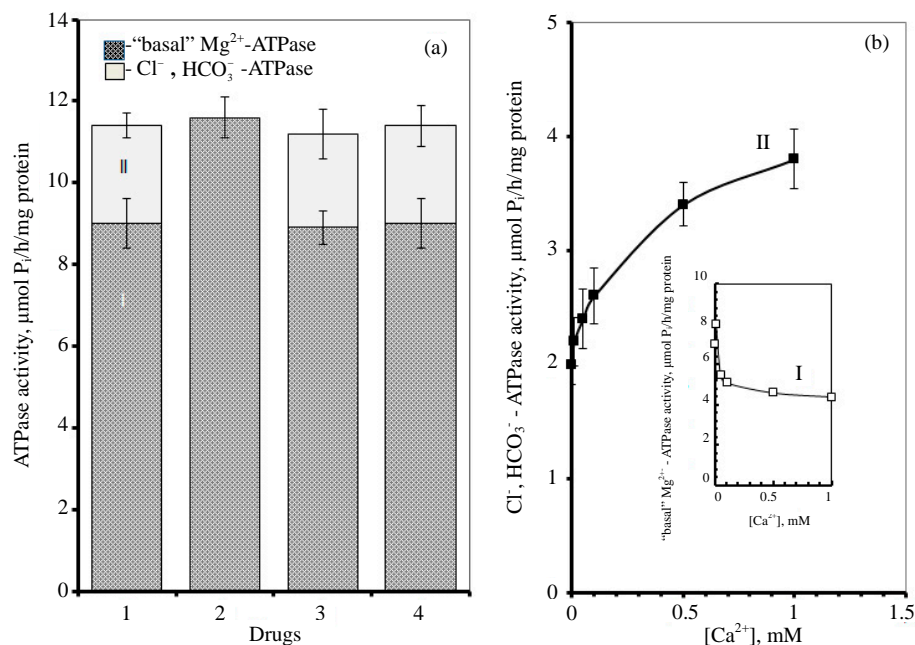 ATPase activity, µmol Pᵢ/h/mg protein
14
12
10
8
6
4
2
0
(a)
-“basal” Mg²⁺-ATPase
- Cl⁻ , HCO₃⁻ -ATPase
II
I
1 2 3 4
Drugs
Cl⁻, HCO₃⁻ - ATPase activity, µmol Pᵢ/h/mg protein
5
4
3
2
1
0
(b)
II
“basal” Mg²⁺ - ATPase activity, µmol Pᵢ/h/mg protein
10
8
6
4
2
0
I
0 0.5 1
[Ca²⁺], mM
0 0.5 1 1.5
[Ca²⁺], mM